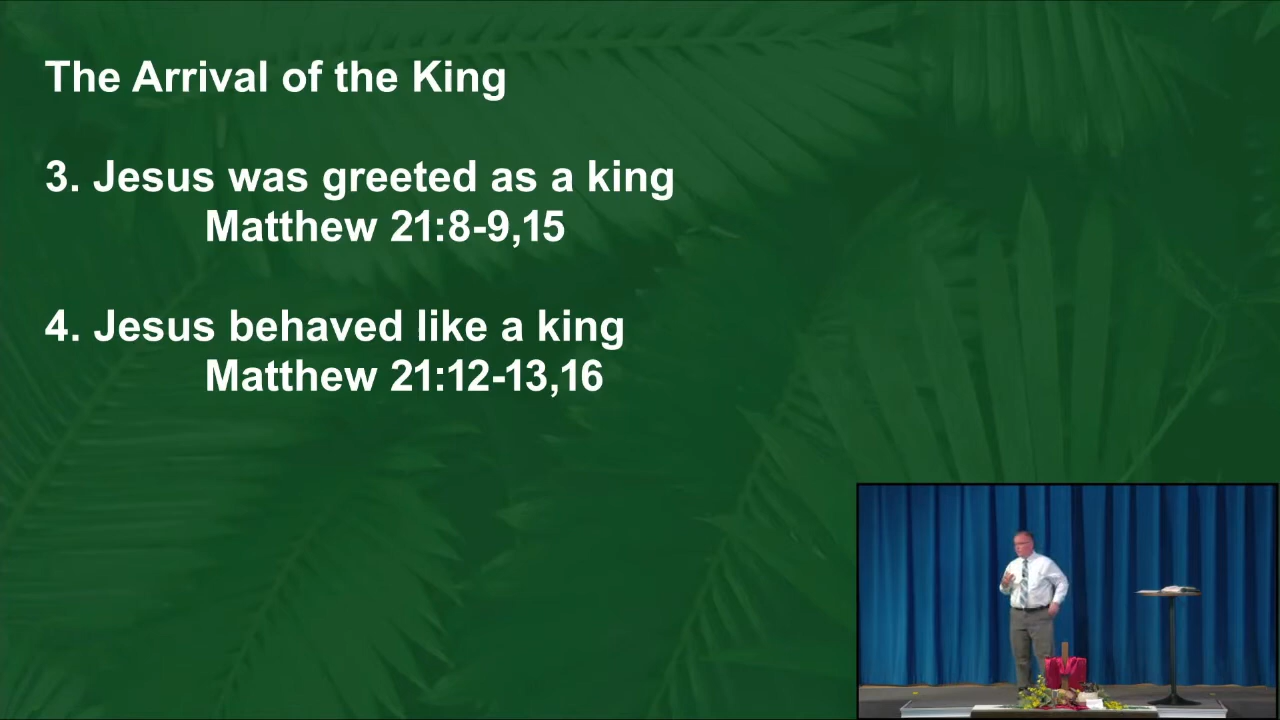 The Arrival of the King
3. Jesus was greeted as a king
Matthew 21:8-9,15
4. Jesus behaved like a king
Matthew 21:12-13,16